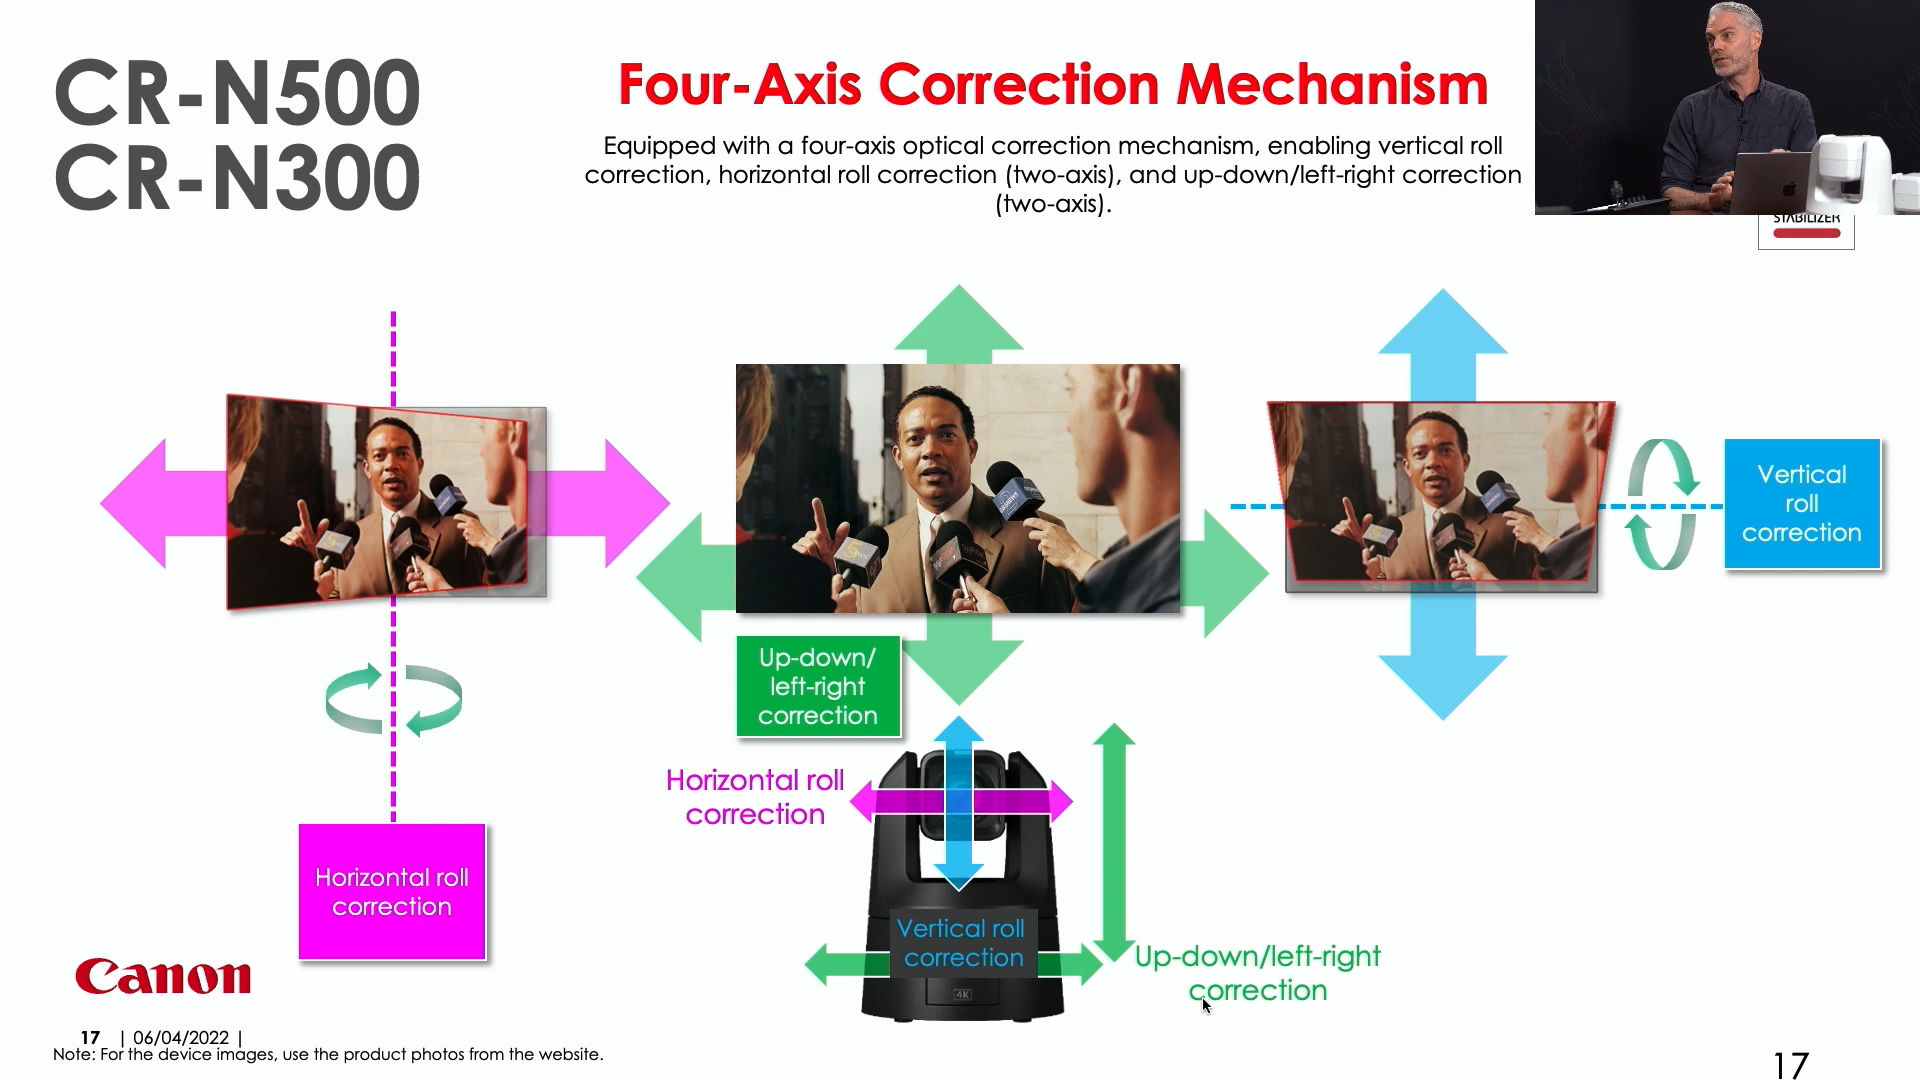 CR-N500
CR-N300
Four-Axis Correction Mechanism
Equipped with a four-axis optical correction mechanism, enabling vertical roll
correction, horizontal roll correction (two-axis), and up-down/left-right correction
(two-axis).
STABILIZER
Vertical
roll
correction
Up-down/
left-right
correction
Horizontal roll
correction
Horizontal roll
correction
Vertical roll
correction
4K
Up-down/left-right
correction
Canon
17 | 06/04/2022 |
Note: For the device images, use the product photos from the website.
17